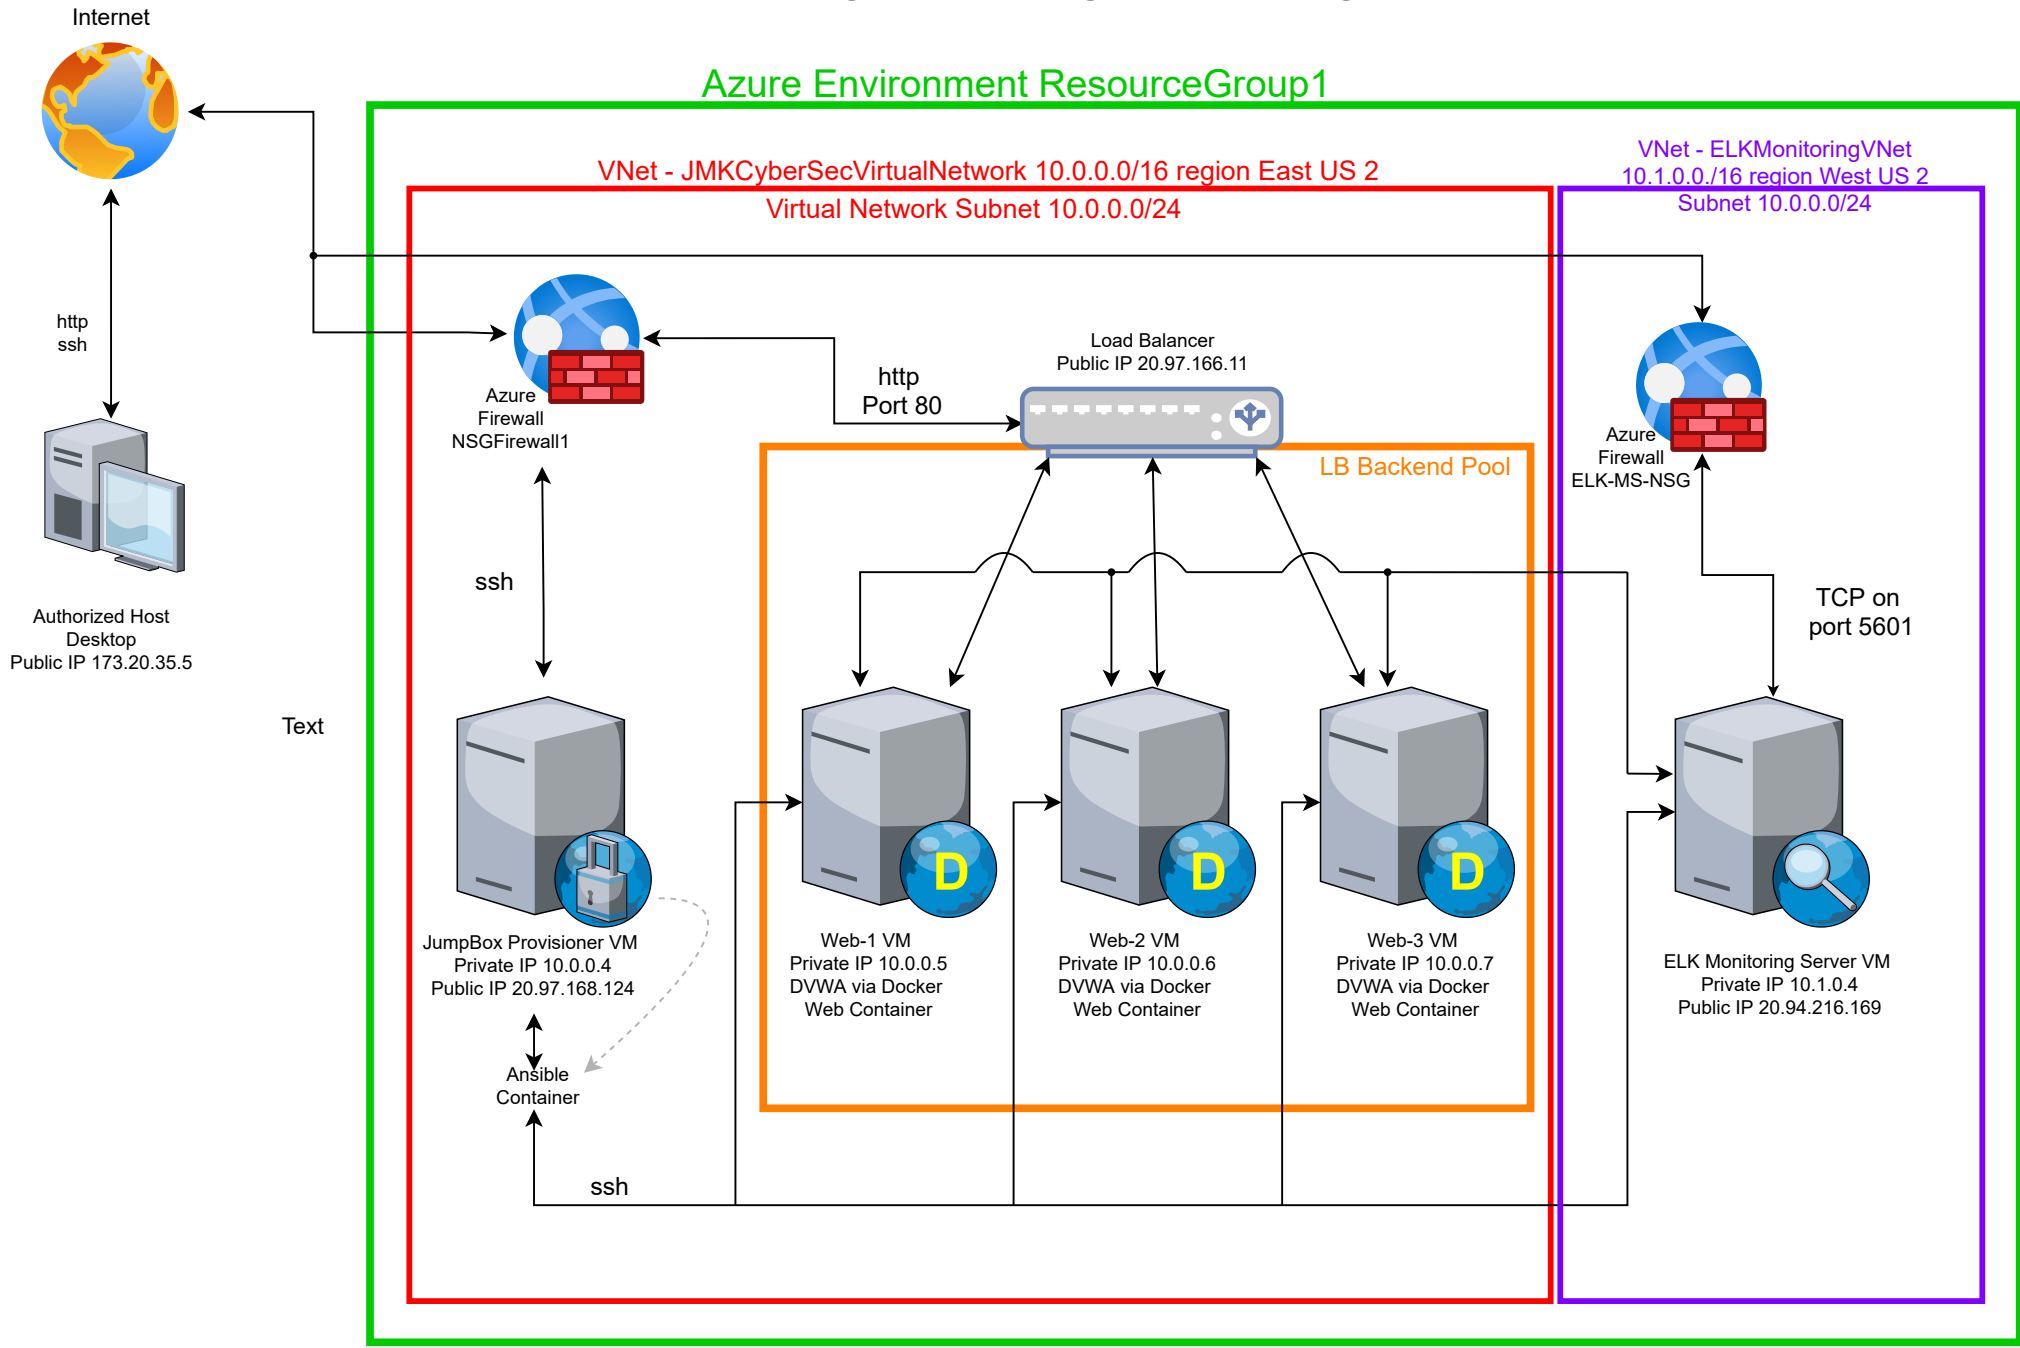 Internet
Azure Environment ResourceGroup1
VNet - JMKCyberSecVirtualNetwork 10.0.0.0/16 region East US 2
Virtual Network Subnet 10.0.0.0/24
VNet - ELKMonitoringVNet
10.1.0.0./16 region West US 2
Subnet 10.0.0.0/24
http
ssh
Authorized Host
Desktop
Public IP 173.20.35.5
Text
Azure
Firewall
NSGFirewall1
http
Port 80
Load Balancer
Public IP 20.97.166.11
LB Backend Pool
Azure
Firewall
ELK-MS-NSG
ssh
TCP on
port 5601
D
D
D
JumpBox Provisioner VM
Private IP 10.0.0.4
Public IP 20.97.168.124
Web-1 VM
Private IP 10.0.0.5
DVWA via Docker
Web Container
Web-2 VM
Private IP 10.0.0.6
DVWA via Docker
Web Container
Web-3 VM
Private IP 10.0.0.7
DVWA via Docker
Web Container
ELK Monitoring Server VM
Private IP 10.1.0.4
Public IP 20.94.216.169
Ansible
Container
ssh